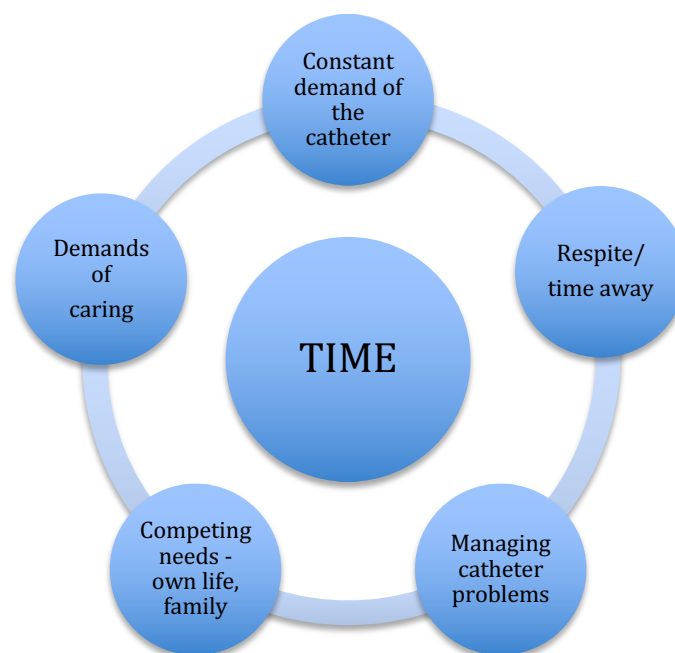 Constant
demand of
the
catheter
Respite/
time away
Managing
catheter
problems
Competing
needs -
own life,
family
Demands
of
caring
TIME